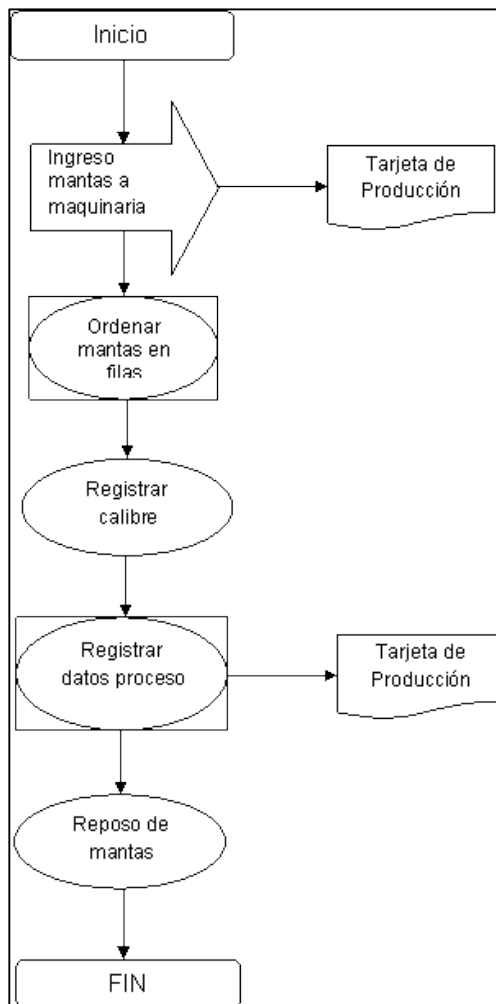 Inicio
Ingreso
mantas a
maquinaria
Tarjeta de
Producción
Ordenar
mantas en
filas
Registrar
calibre
Registrar
datos proceso
Tarjeta de
Producción
Reposo de
mantas
FIN